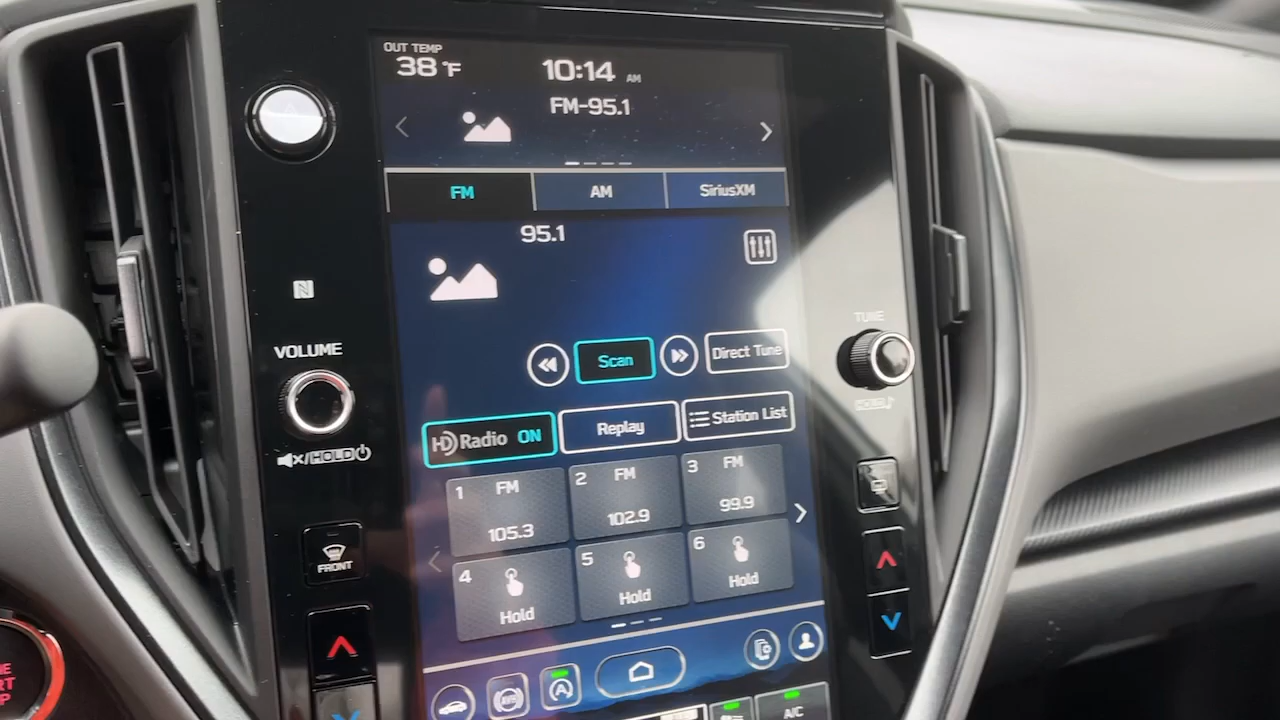 OUT TEMP
38 °F
10:14 AM
FM-95.1
FM AM SiriusXM
95.1
VOLUME
TUNE
Scan Direct Tune
HD Radio ON Replay Station List
/HOLD
1 FM 105.3
2 FM 102.9
3 FM 99.9
4 Hold
5 Hold
6 Hold
FRONT
AVH
A
A/C